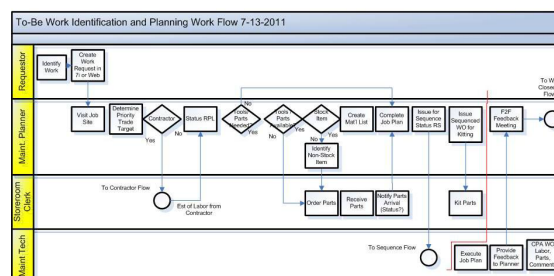 To-Be Work Identification and Planning Work Flow 7-13-2011
Requestor
Identify
Work
Create
Work
Request in
7i or Web
To W
Close
Flow
Maint. Planner
Visit Job
Site
Determine
Priority
Trade
Target
Contractor
Yes
No
Status RPL
Tools
Parts
Needed?
No
Yes
Tools
Parts
Available?
No
Yes
Stock
Item
Yes
No
Identify
Non-Stock
Item
Create
Mat'l List
Complete
Job Plan
Issue for
Sequence
Status RS
Issue
Sequenced
WO for
Kitting
F2F
Feedback
Meeting
Storeroom
Clerk
To Contractor Flow
Est of Labor from
Contractor
Order Parts
Receive
Parts
Notify Parts
Arrival
(Status?)
Kit Parts
Maint Tech
To Sequence Flow
Execute
Job Plan
Provide
Feedback
to Planner
CPA WO
Labor,
Parts,
Comment